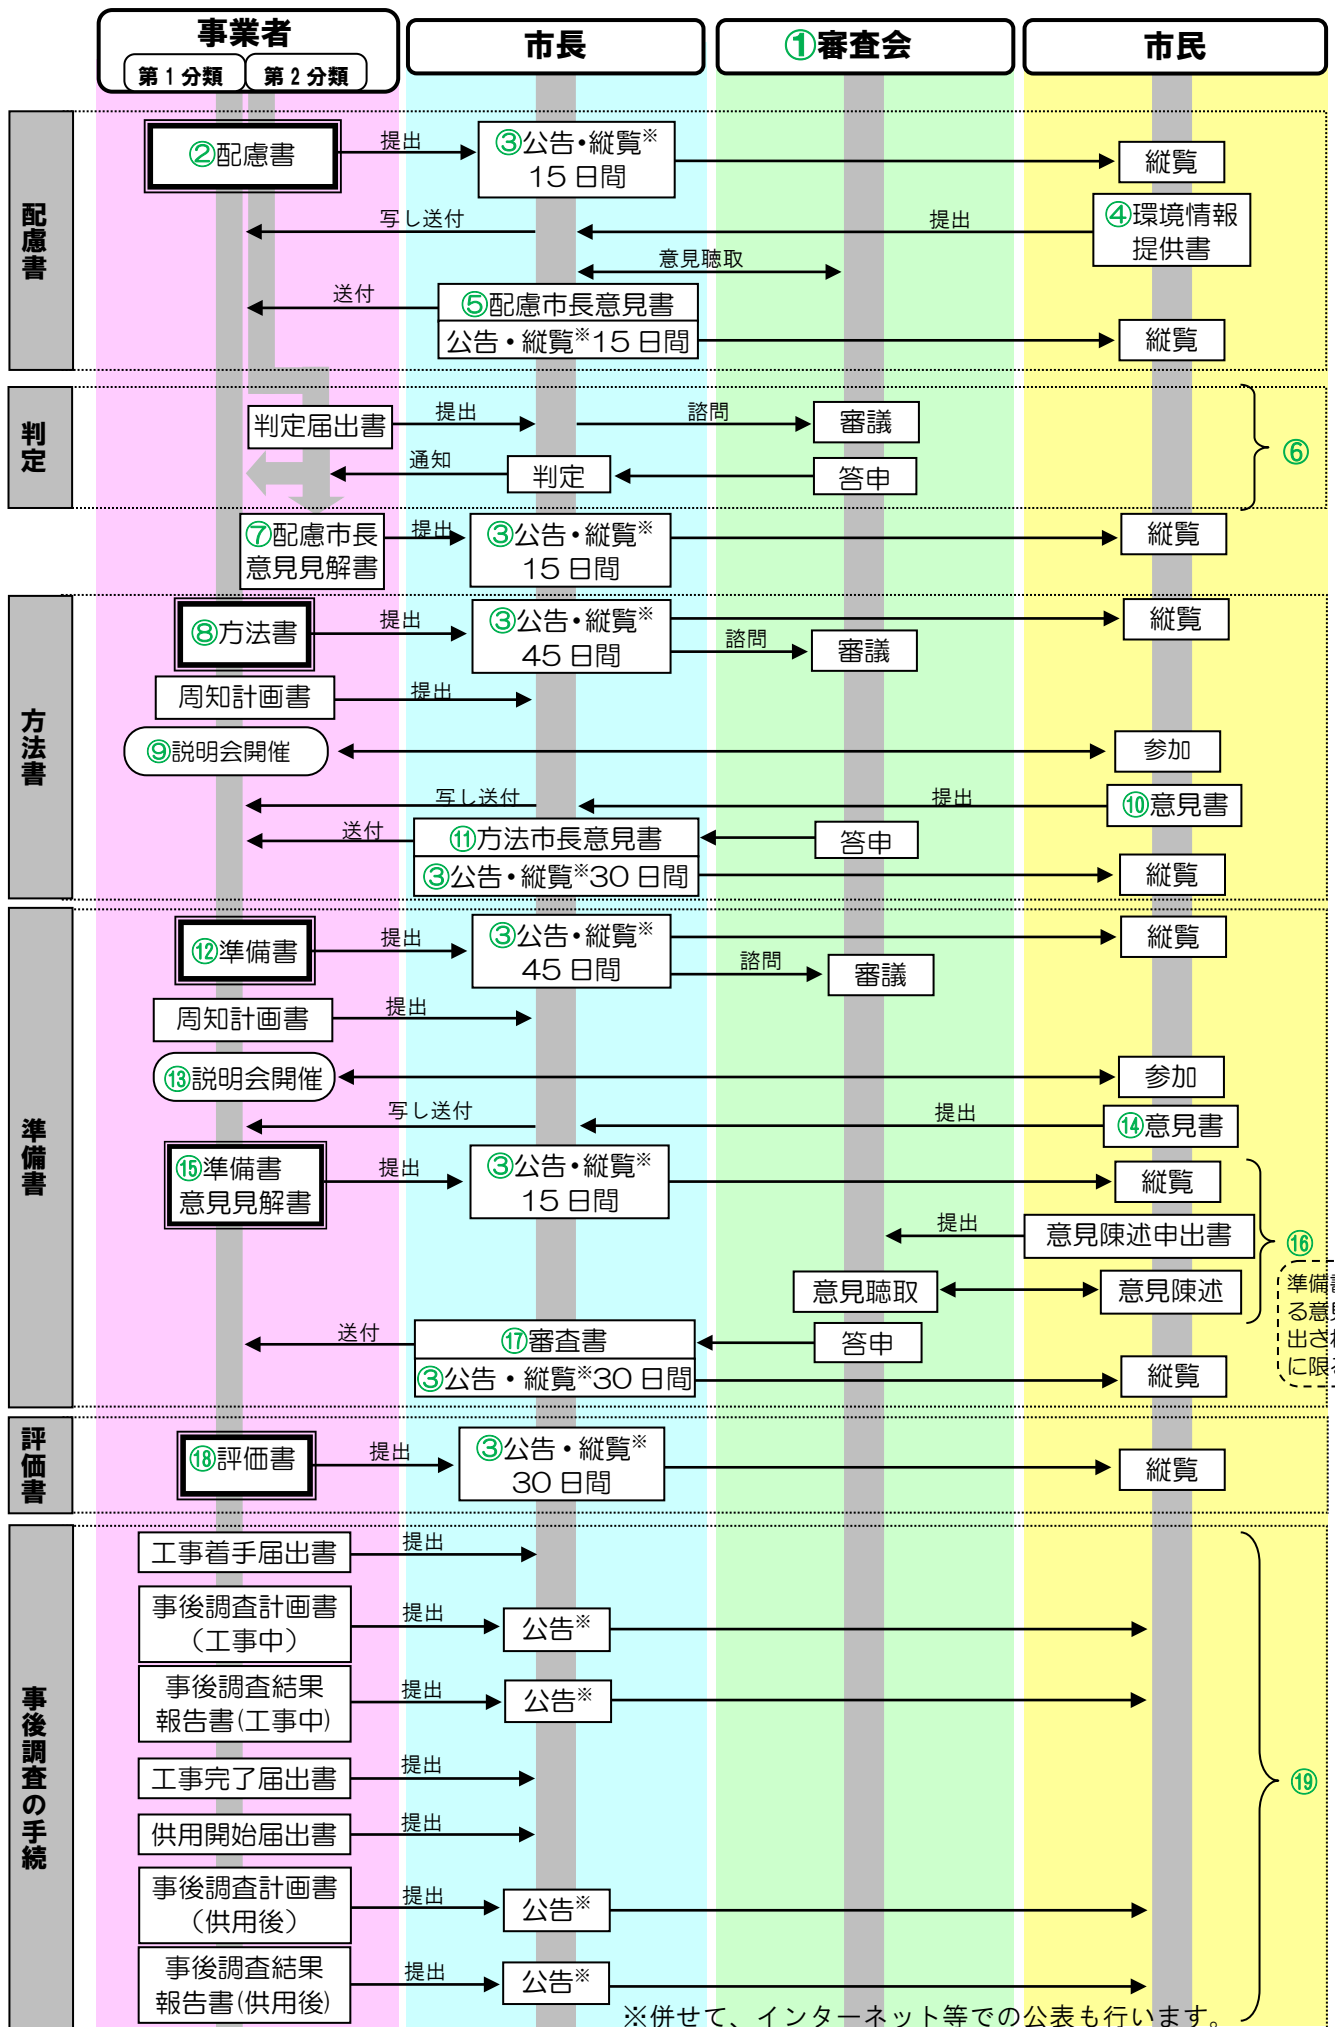 事業者
第1分類 第2分類
市長
①審査会
市民
配慮書
②配慮書
提出
③公告・縦覧※
15日間
縦覧
写し送付
提出
④環境情報
提供書
意見聴取
送付
⑤配慮市長意見書
公告・縦覧※15日間
縦覧
判定
判定届出書
提出
諮問
審議
⑥
通知
判定
答申
⑦配慮市長
意見見解書
提出
③公告・縦覧※
15日間
縦覧
方法書
⑧方法書
提出
③公告・縦覧※
45日間
縦覧
諮問
審議
周知計画書
提出
⑨説明会開催
参加
写し送付
提出
⑩意見書
送付
⑪方法市長意見書
答申
③公告・縦覧※30日間
縦覧
準備書
⑫準備書
提出
③公告・縦覧※
45日間
縦覧
諮問
審議
周知計画書
提出
⑬説明会開催
参加
写し送付
提出
⑭意見書
⑮準備書
意見見解書
提出
③公告・縦覧※
15日間
縦覧
提出
意見陳述申出書
⑯
意見聴取
意見陳述
準備書
る意見
出され
に限る
送付
⑰審査書
答申
③公告・縦覧※30日間
縦覧
評価書
⑱評価書
提出
③公告・縦覧※
30日間
縦覧
事後調査の手続
工事着手届出書
提出
事後調査計画書
（工事中）
提出
公告※
事後調査結果
報告書(工事中)
提出
公告※
工事完了届出書
提出
⑲
供用開始届出書
提出
事後調査計画書
（供用後）
提出
公告※
事後調査結果
報告書(供用後)
提出
公告※
※併せて、インターネット等での公表も行います。